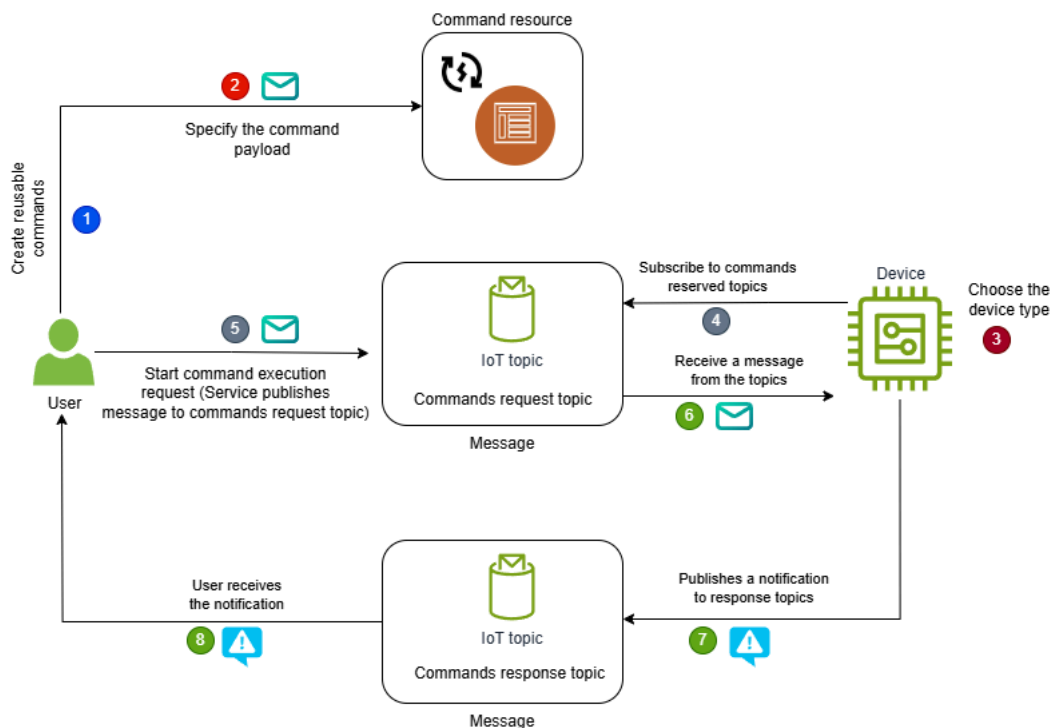 Command resource
2
Specify the command
payload
Create reusable
commands
1
Subscribe to commands
reserved topics
4
Device
Choose the
device type
3
5
Start command execution
request (Service publishes
message to commands request topic)
User
IoT topic
Commands request topic
Message
Receive a message
from the topics
6
User receives
the notification
8
IoT topic
Commands response topic
Message
Publishes a notification
to response topics
7